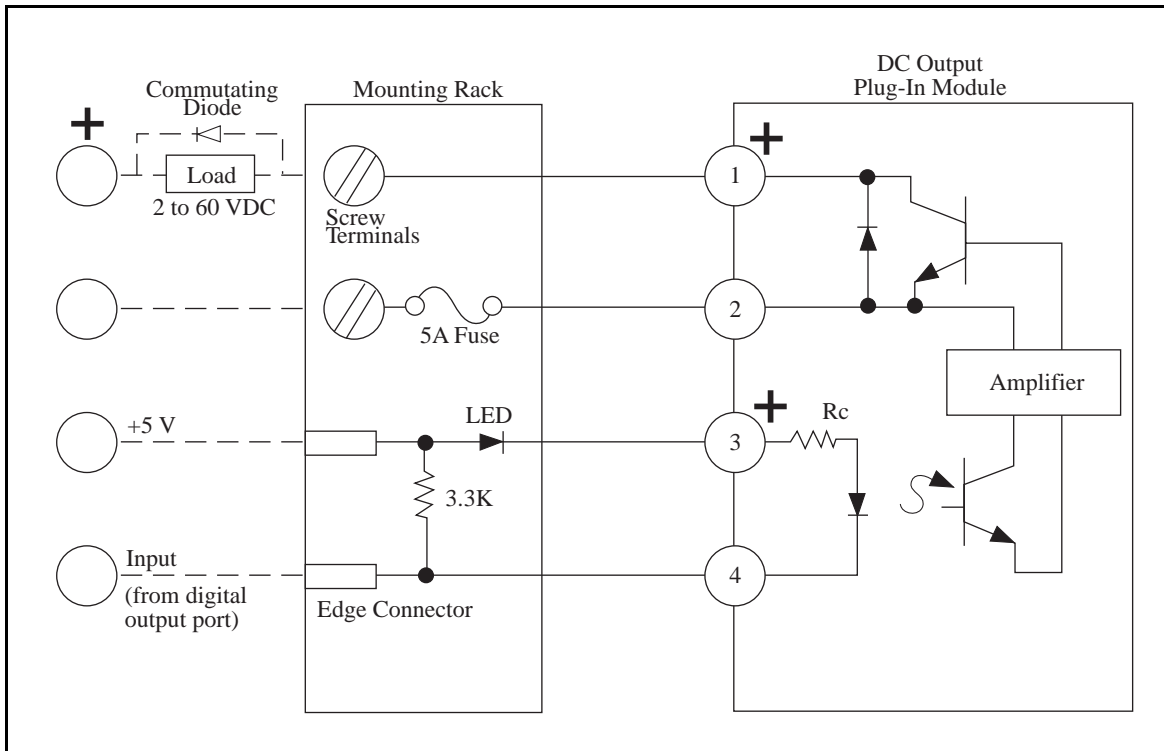 DC Output
Plug-In Module
Commutating
Diode
Mounting Rack
+
+
1
Load
2 to 60 VDC
Screw
Terminals
2
5A Fuse
Amplifier
+5 V
LED
+
Rc
3
3.3K
Input
4
(from digital
output port)
Edge Connector